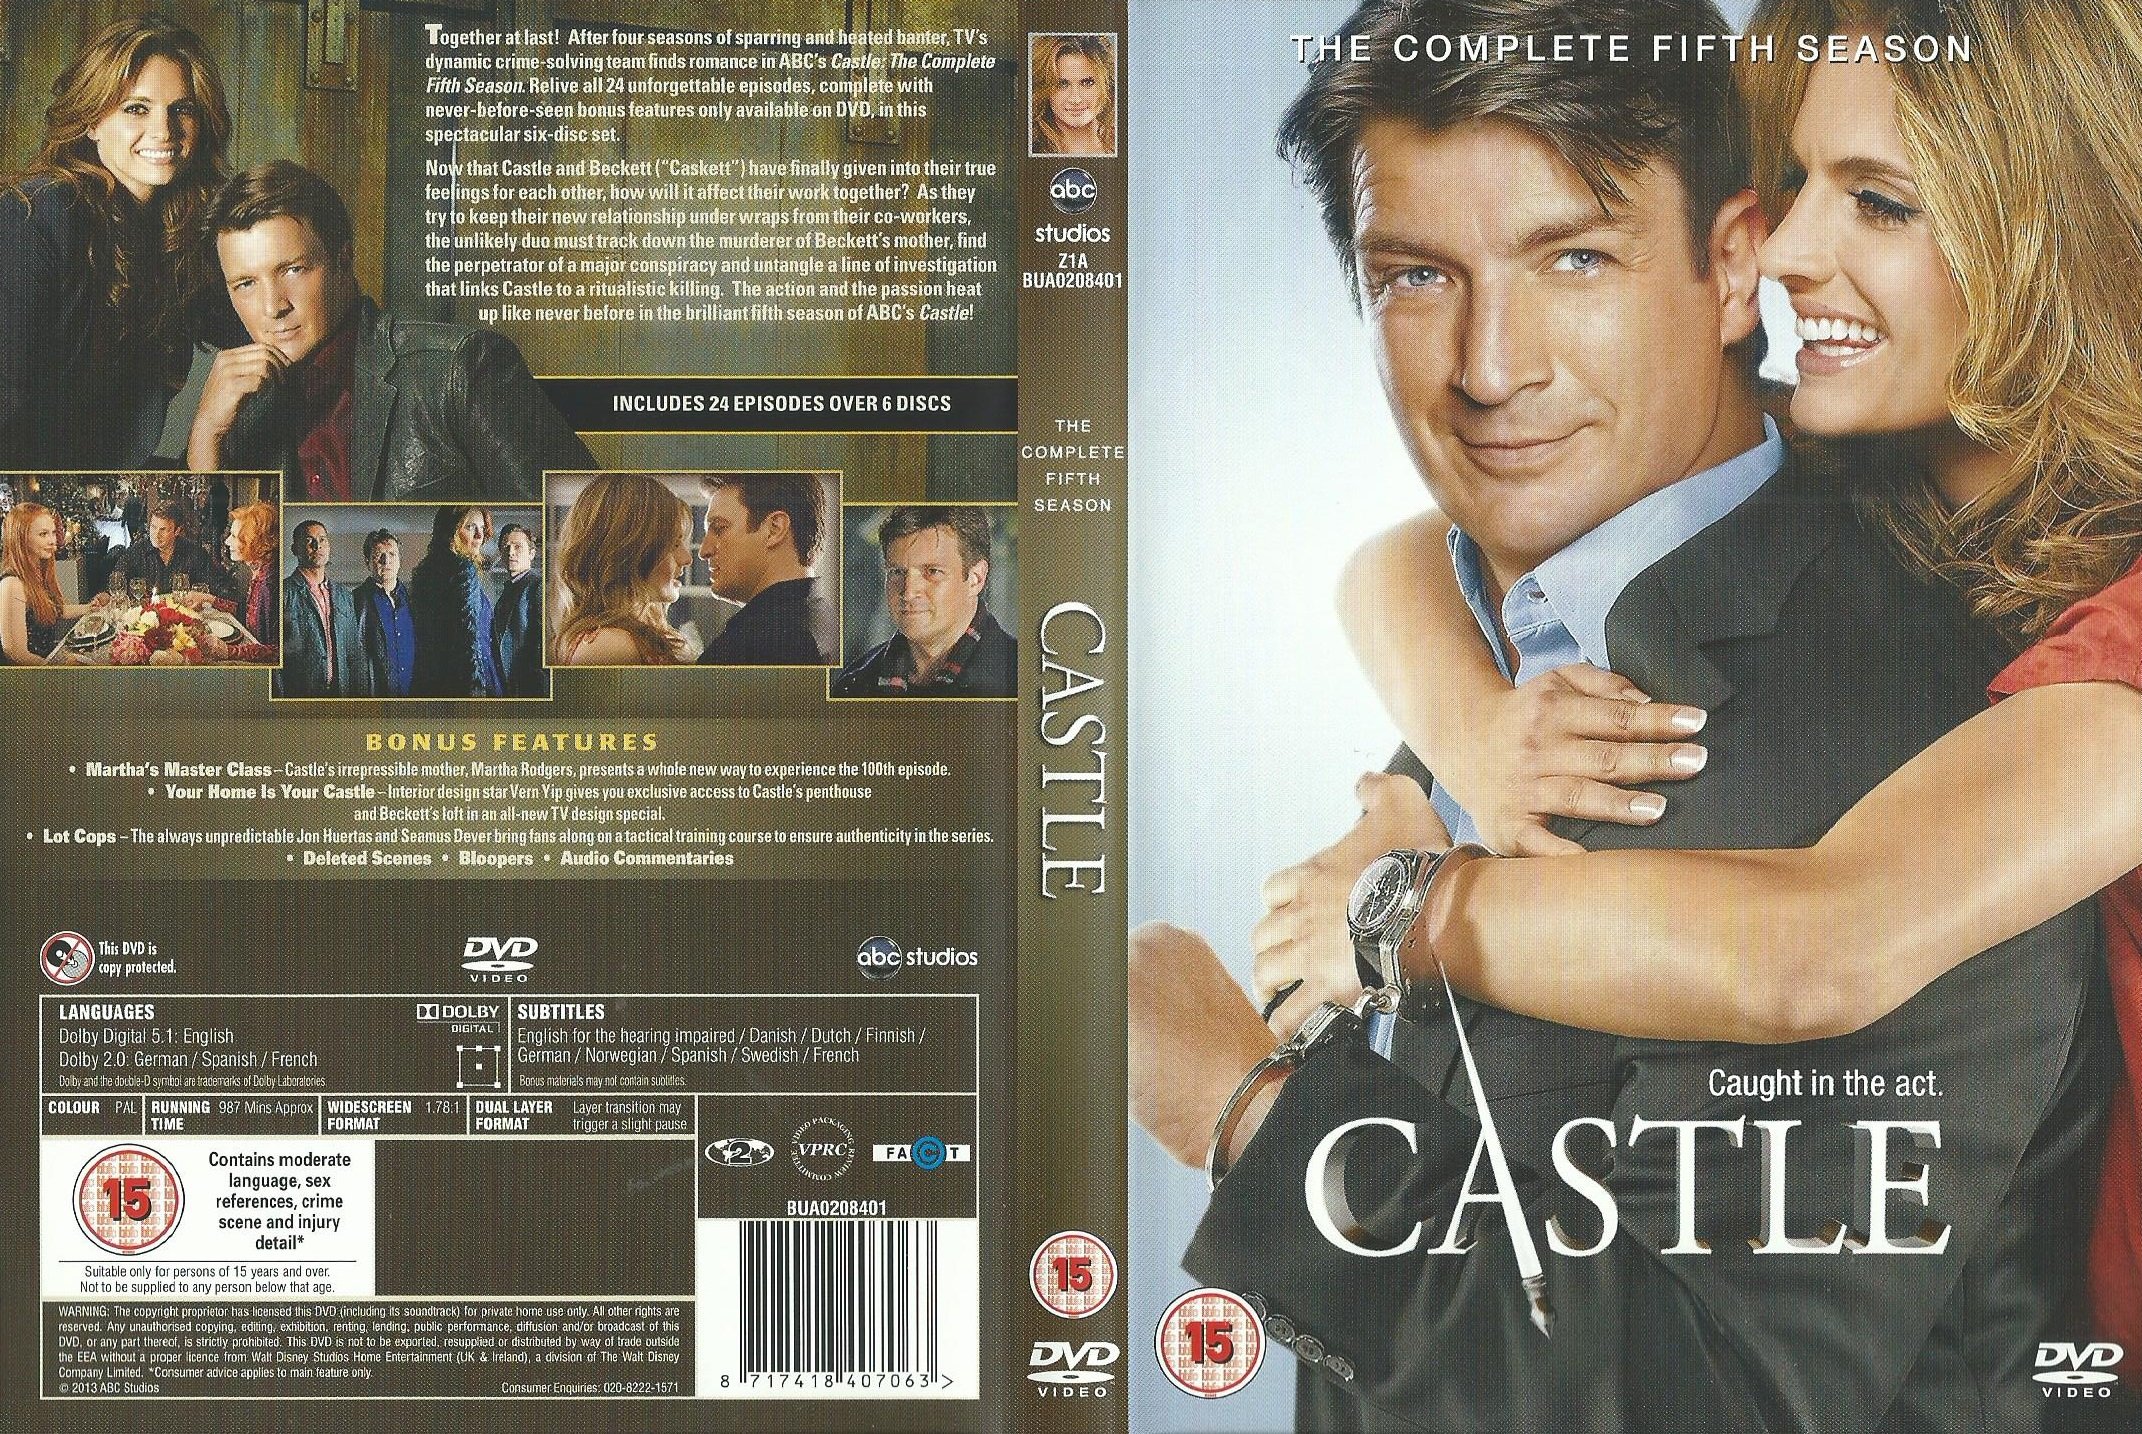 Together at last! After four seasons of sparring and heated banter, TV's
dynamic crime-solving team finds romance in ABC's Castle: The Complete
Fifth Season. Relive all 24 unforgettable episodes, complete with
never-before-seen bonus features only available on DVD, in this
spectacular six-disc set.
Now that Castle and Beckett ("Caskett") have finally given into their true
feelings for each other, how will it affect their work together? As they
try to keep their new relationship under wraps from their co-workers,
the unlikely duo must track down the murderer of Beckett's mother, find
the perpetrator of a major conspiracy and untangle a line of investigation
that links Castle to a ritualistic killing. The action and the passion heat
up like never before in the brilliant fifth season of ABC's Castle!
INCLUDES 24 EPISODES OVER 6 DISCS
BONUS FEATURES
• Martha's Master Class – Castle's irrepressible mother, Martha Rodgers, presents a whole new way to experience the 100th episode.
• Your Home Is Your Castle – Interior design star Vern Yip gives you exclusive access to Castle's penthouse
and Beckett's loft in an all-new TV design special.
• Lot Cops – The always unpredictable Jon Huertas and Seamus Dever bring fans along on a tactical training course to ensure authenticity in the series.
• Deleted Scenes • Bloopers • Audio Commentaries
This DVD is
copy protected.
DVD
VIDEO
abc studios
LANGUAGES
Dolby Digital 5.1: English
Dolby 2.0: German / Spanish / French
Dolby and the double-D symbol are trademarks of Dolby Laboratories
DOLBY
DIGITAL
SUBTITLES
English for the hearing impaired / Danish / Dutch / Finnish /
German / Norwegian / Spanish / Swedish / French
Bonus materials may not contain subtitles.
COLOUR PAL
RUNNING 987 Mins Approx
TIME
WIDESCREEN 1.78:1
FORMAT
DUAL LAYER Layer transition may
FORMAT trigger a slight pause
15
Contains moderate
language, sex
references, crime
scene and injury
detail*
Suitable only for persons of 15 years and over.
Not to be supplied to any person below that age.
2
VIDEO PACKAGING REVIEW COMMITTEE
VPRC
FACT
BUA0208401
8 717418 407063 >
WARNING: The copyright proprietor has licensed this DVD (including its soundtrack) for private home use only. All other rights are
reserved. Any unauthorised copying, editing, exhibition, renting, lending, public performance, diffusion and/or broadcast of this
DVD, or any part thereof, is strictly prohibited. This DVD is not to be exported, resupplied or distributed by way of trade outside
the EEA without a proper licence from Walt Disney Studios Home Entertainment (UK & Ireland), a division of The Walt Disney
Company Limited. *Consumer advice applies to main feature only.
© 2013 ABC Studios
Consumer Enquiries: 020-8222-1571
abc
studios
Z1A
BUA0208401
THE
COMPLETE
FIFTH
SEASON
CASTLE
15
DVD
VIDEO
THE COMPLETE FIFTH SEASON
Caught in the act.
CASTLE
15
DVD
VIDEO